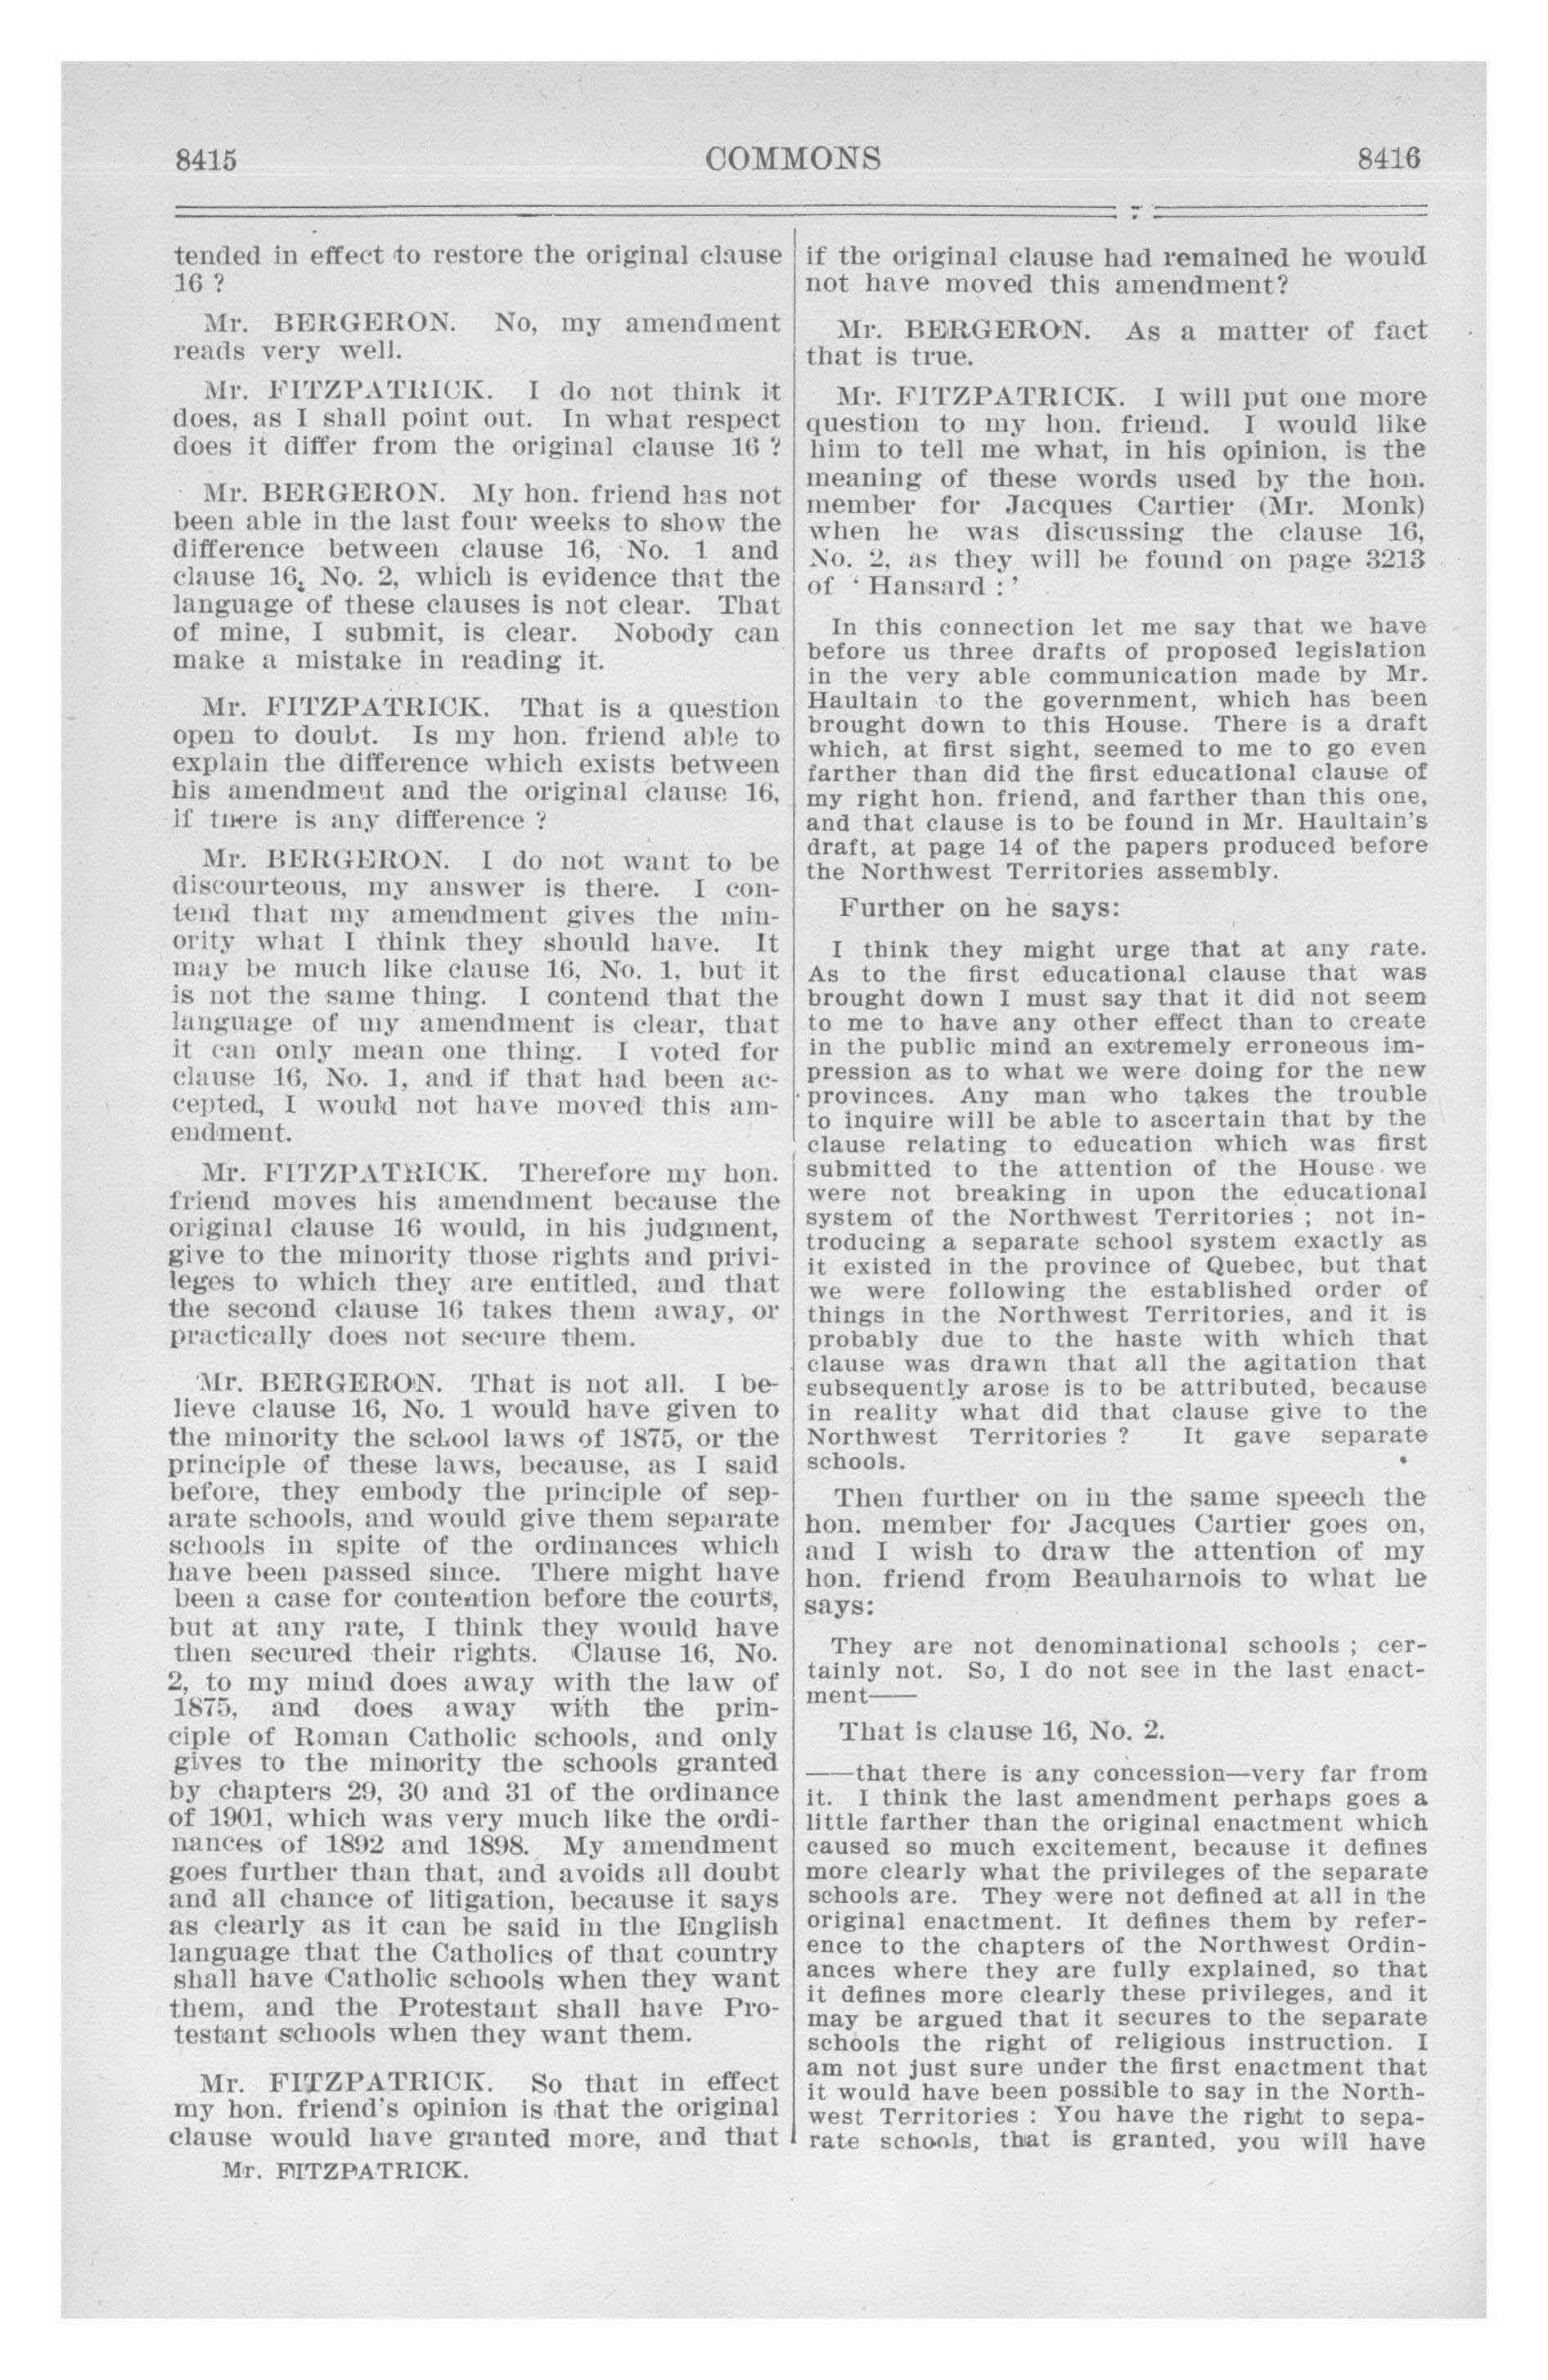 8415 COMMONS 8416
tended in effect to restore the original clause
16 ?
Mr. BERGERON. No, my amendment
reads very well.
Mr. FITZPATRICK. I do not think it
does, as I shall point out. In what respect
does it differ from the original clause 16 ?
Mr. BERGERON. My hon. friend has not
been able in the last four weeks to show the
difference between clause 16, No. 1 and
clause 16, No. 2, which is evidence that the
language of these clauses is not clear. That
of mine, I submit, is clear. Nobody can
make a mistake in reading it.
Mr. FITZPATRICK. That is a question
open to doubt. Is my hon. friend able to
explain the difference which exists between
his amendment and the original clause 16,
if there is any difference ?
Mr. BERGERON. I do not want to be
discourteous, my answer is there. I con-
tend that my amendment gives the min-
ority what I think they should have. It
may be much like clause 16, No. 1, but it
is not the same thing. I contend that the
language of my amendment is clear, that
it can only mean one thing. I voted for
clause 16, No. 1, and if that had been ac-
cepted, I would not have moved this am-
endment.
Mr. FITZPATRICK. Therefore my hon.
friend moves his amendment because the
original clause 16 would, in his judgment,
give to the minority those rights and privi-
leges to which they are entitled, and that
the second clause 16 takes them away, or
practically does not secure them.
Mr. BERGERON. That is not all. I be-
lieve clause 16, No. 1 would have given to
the minority the school laws of 1875, or the
principle of these laws, because, as I said
before, they embody the principle of sep-
arate schools, and would give them separate
schools in spite of the ordinances which
have been passed since. There might have
been a case for contention before the courts,
but at any rate, I think they would have
then secured their rights. Clause 16, No.
2, to my mind does away with the law of
1875, and does away with the prin-
ciple of Roman Catholic schools, and only
gives to the minority the schools granted
by chapters 29, 30 and 31 of the ordinance
of 1901, which was very much like the ordi-
nances of 1892 and 1898. My amendment
goes further than that, and avoids all doubt
and all chance of litigation, because it says
as clearly as it can be said in the English
language that the Catholics of that country
shall have Catholic schools when they want
them, and the Protestant shall have Pro-
testant schools when they want them.
Mr. FITZPATRICK. So that in effect
my hon. friend's opinion is that the original
clause would have granted more, and that
Mr. FITZPATRICK.
if the original clause had remained he would
not have moved this amendment?
Mr. BERGERON. As a matter of fact
that is true.
Mr. FITZPATRICK. I will put one more
question to my hon. friend. I would like
him to tell me what, in his opinion, is the
meaning of these words used by the hon.
member for Jacques Cartier (Mr. Monk)
when he was discussing the clause 16,
No. 2, as they will be found on page 3213
of ' Hansard : '
In this connection let me say that we have
before us three drafts of proposed legislation
in the very able communication made by Mr.
Haultain to the government, which has been
brought down to this House. There is a draft
which, at first sight, seemed to me to go even
farther than did the first educational clause of
my right hon. friend, and farther than this one,
and that clause is to be found in Mr. Haultain's
draft, at page 14 of the papers produced before
the Northwest Territories assembly.
Further on he says:
I think they might urge that at any rate.
As to the first educational clause that was
brought down I must say that it did not seem
to me to have any other effect than to create
in the public mind an extremely erroneous im-
pression as to what we were doing for the new
provinces. Any man who takes the trouble
to inquire will be able to ascertain that by the
clause relating to education which was first
submitted to the attention of the House we
were not breaking in upon the educational
system of the Northwest Territories ; not in-
troducing a separate school system exactly as
it existed in the province of Quebec, but that
we were following the established order of
things in the Northwest Territories, and it is
probably due to the haste with which that
clause was drawn that all the agitation that
subsequently arose is to be attributed, because
in reality what did that clause give to the
Northwest Territories ? It gave separate
schools.
Then further on in the same speech the
hon. member for Jacques Cartier goes on,
and I wish to draw the attention of my
hon. friend from Beauharnois to what he
says:
They are not denominational schools ; cer-
tainly not. So, I do not see in the last enact-
ment——
That is clause 16, No. 2.
——that there is any concession—very far from
it. I think the last amendment perhaps goes a
little farther than the original enactment which
caused so much excitement, because it defines
more clearly what the privileges of the separate
schools are. They were not defined at all in the
original enactment. It defines them by refer-
ence to the chapters of the Northwest Ordin-
ances where they are fully explained, so that
it defines more clearly these privileges, and it
may be argued that it secures to the separate
schools the right of religious instruction. I
am not just sure under the first enactment that
it would have been possible to say in the North-
west Territories : You have the right to sepa-
rate schools, that is granted, you will have